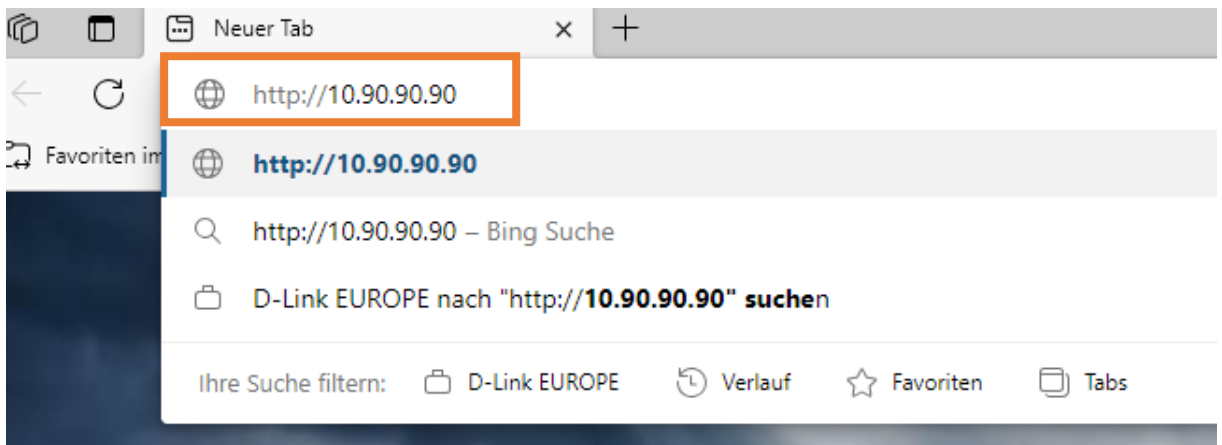 Neuer Tab
http://10.90.90.90
Favoriten im
http://10.90.90.90
http://10.90.90.90 – Bing Suche
D-Link EUROPE nach "http://10.90.90.90" suchen
Ihre Suche filtern: D-Link EUROPE Verlauf Favoriten Tabs